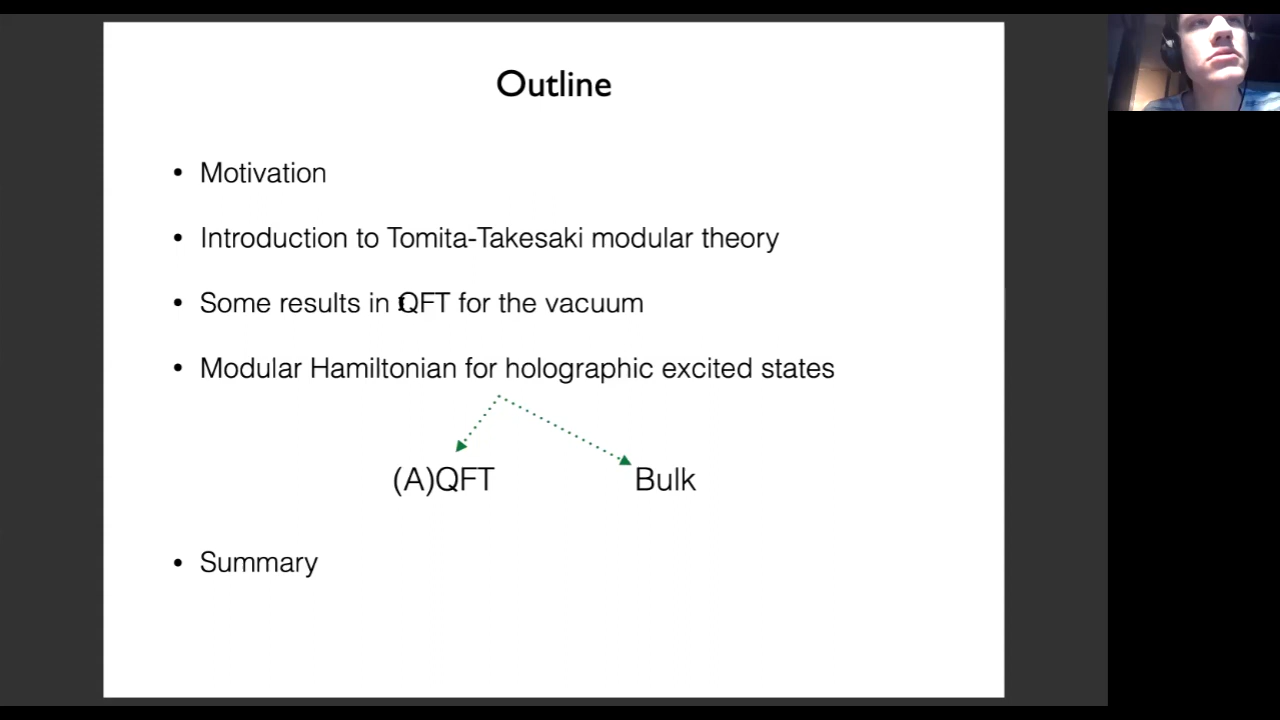 Outline
• Motivation
• Introduction to Tomita-Takesaki modular theory
• Some results in QFT for the vacuum
• Modular Hamiltonian for holographic excited states
(A)QFT Bulk
• Summary